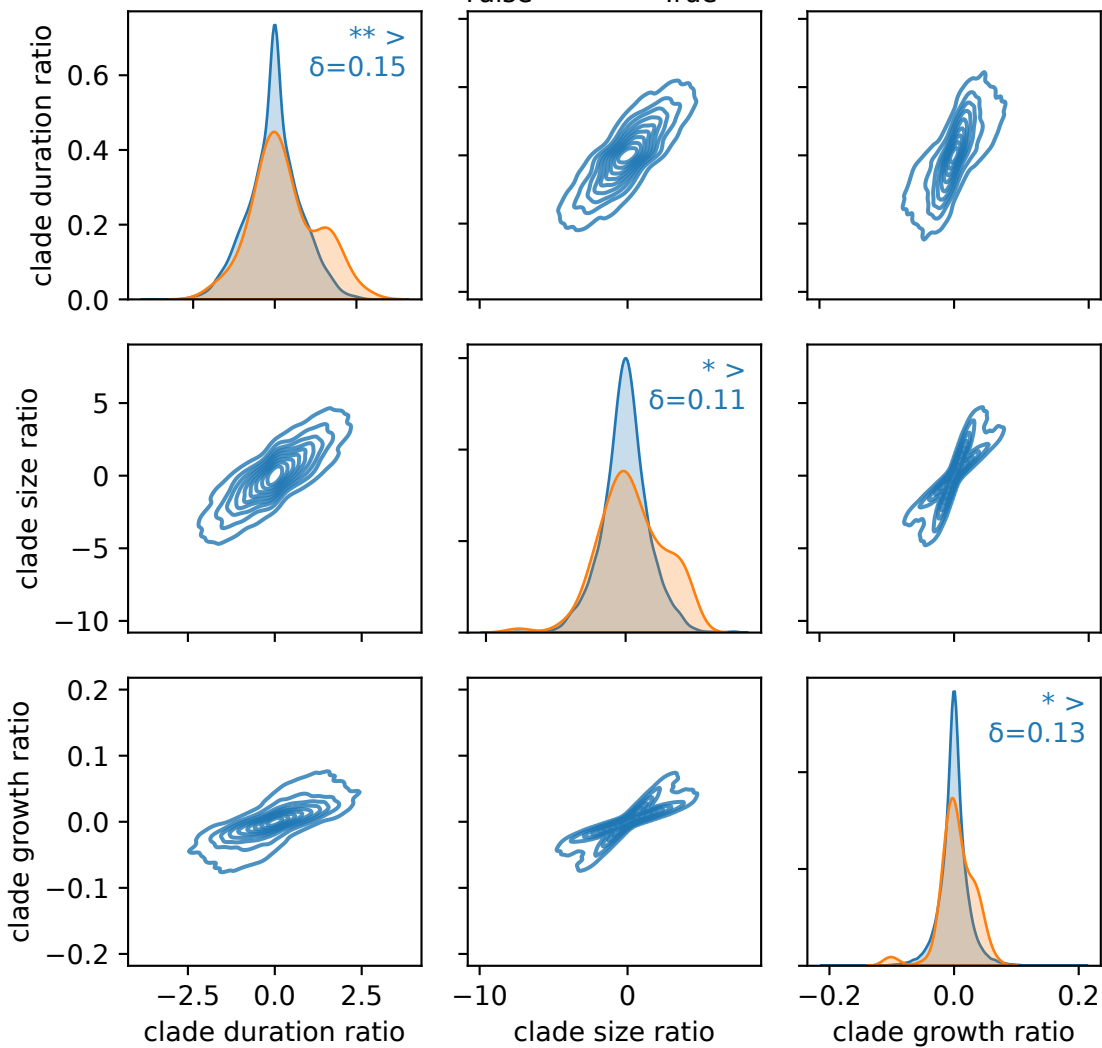 clade duration ratio
0.6
0.4
0.2
0.0
** >
δ=0.15
clade size ratio
5
0
−5
−10
* >
δ=0.11
clade growth ratio
0.2
0.1
0.0
−0.1
−0.2
* >
δ=0.13
−2.5 0.0 2.5
−10 0
−0.2 0.0 0.2
clade duration ratio
clade size ratio
clade growth ratio